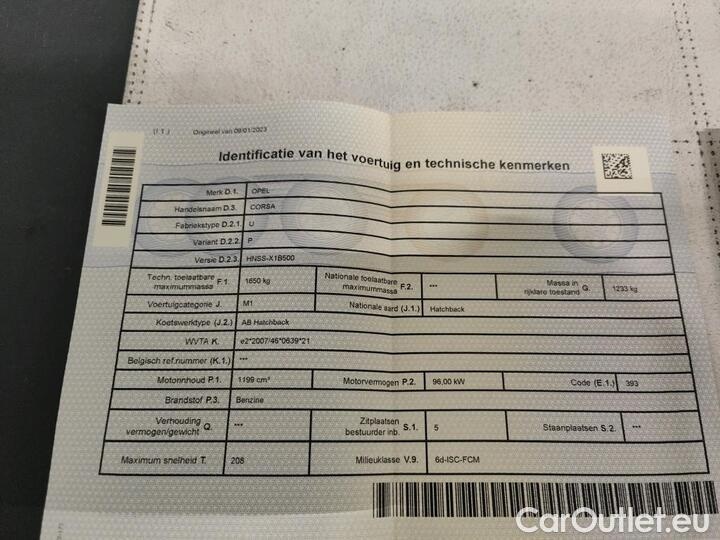 (I 1.) Origineel van 09/01/2023
Identificatie van het voertuig en technische kenmerken
Merk D.1. OPEL
Handelsnaam D.3. CORSA
Fabriekstype D.2.1. U
Variant D.2.2. P
Versie D.2.3. HNSS-X1B500
Techn. toelaatbare maximummassa F.1. 1650 kg Nationale toelaatbare maximummassa F.2. *** Massa in rijklare toestand G. 1233 kg
Voertuigcategorie J. M1 Nationale aard (J.1.) Hatchback
Koetswerktype (J.2.) AB Hatchback
WVTA K. e2*2007/46*0639*21
Belgisch ref.nummer (K.1.) ***
Motorinhoud P.1. 1199 cm³ Motorvermogen P.2. 96,00 kW Code (E.1.) 393
Brandstof P.3. Benzine
Verhouding vermogen/gewicht Q. *** Zitplaatsen bestuurder inb. S.1. 5 Staanplaatsen S.2. ***
Maximum snelheid T. 208 Milieuklasse V.9. 6d-ISC-FCM
CarOutlet.eu